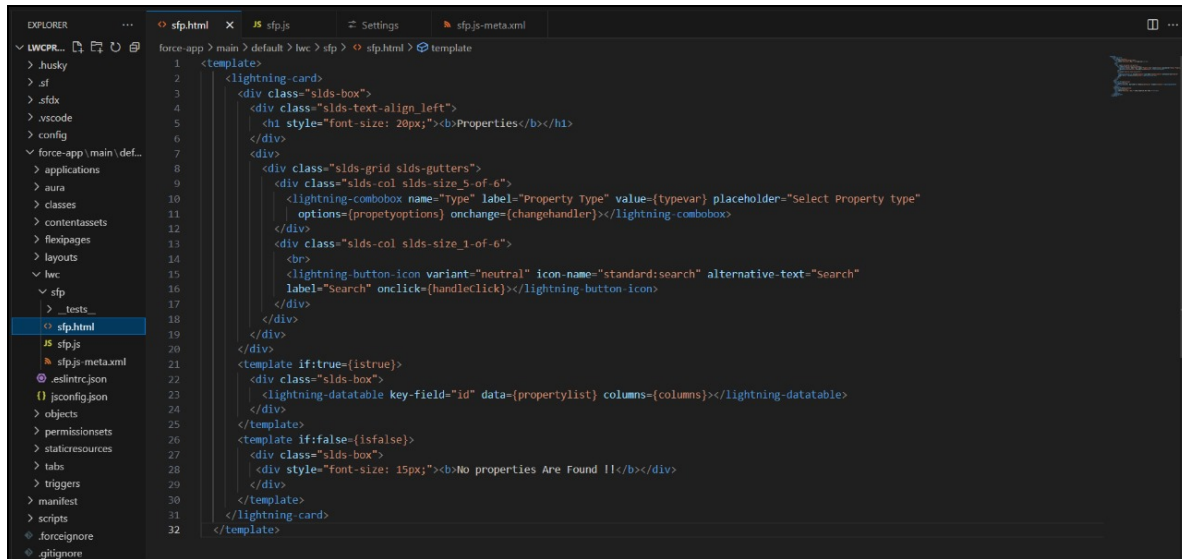 EXPLORER ...
LWCPR...
> .husky
> .sf
> .sfdx
> .vscode
> config
force-app\main\def...
> applications
> aura
> classes
> contentassets
> flexipages
> layouts
lwc
sfp
> __tests__
<> sfp.html
JS sfp.js
sfp.js-meta.xml
.eslintrc.json
{} jsconfig.json
> objects
> permissionsets
> staticresources
> tabs
> triggers
> manifest
> scripts
.forceignore
.gitignore
<> sfp.html X JS sfp.js Settings sfp.js-meta.xml ...
force-app > main > default > lwc > sfp > <> sfp.html > template
1 <template>
2 <lightning-card>
3 <div class="slds-box">
4 <div class="slds-text-align_left">
5 <h1 style="font-size: 20px;"><b>Properties</b></h1>
6 </div>
7 <div>
8 <div class="slds-grid slds-gutters">
9 <div class="slds-col slds-size_5-of-6">
10 <lightning-combobox name="Type" label="Property Type" value={typevar} placeholder="Select Property type"
11 options={propetyoptions} onchange={changehandler}></lightning-combobox>
12 </div>
13 <div class="slds-col slds-size_1-of-6">
14 <br>
15 <lightning-button-icon variant="neutral" icon-name="standard:search" alternative-text="Search"
16 label="Search" onclick={handleClick}></lightning-button-icon>
17 </div>
18 </div>
19 </div>
20 </div>
21 <template if:true={istrue}>
22 <div class="slds-box">
23 <lightning-datatable key-field="id" data={propertylist} columns={columns}></lightning-datatable>
24 </div>
25 </template>
26 <template if:false={isfalse}>
27 <div class="slds-box">
28 <div style="font-size: 15px;"><b>No properties Are Found !!</b></div>
29 </div>
30 </template>
31 </lightning-card>
32 </template>